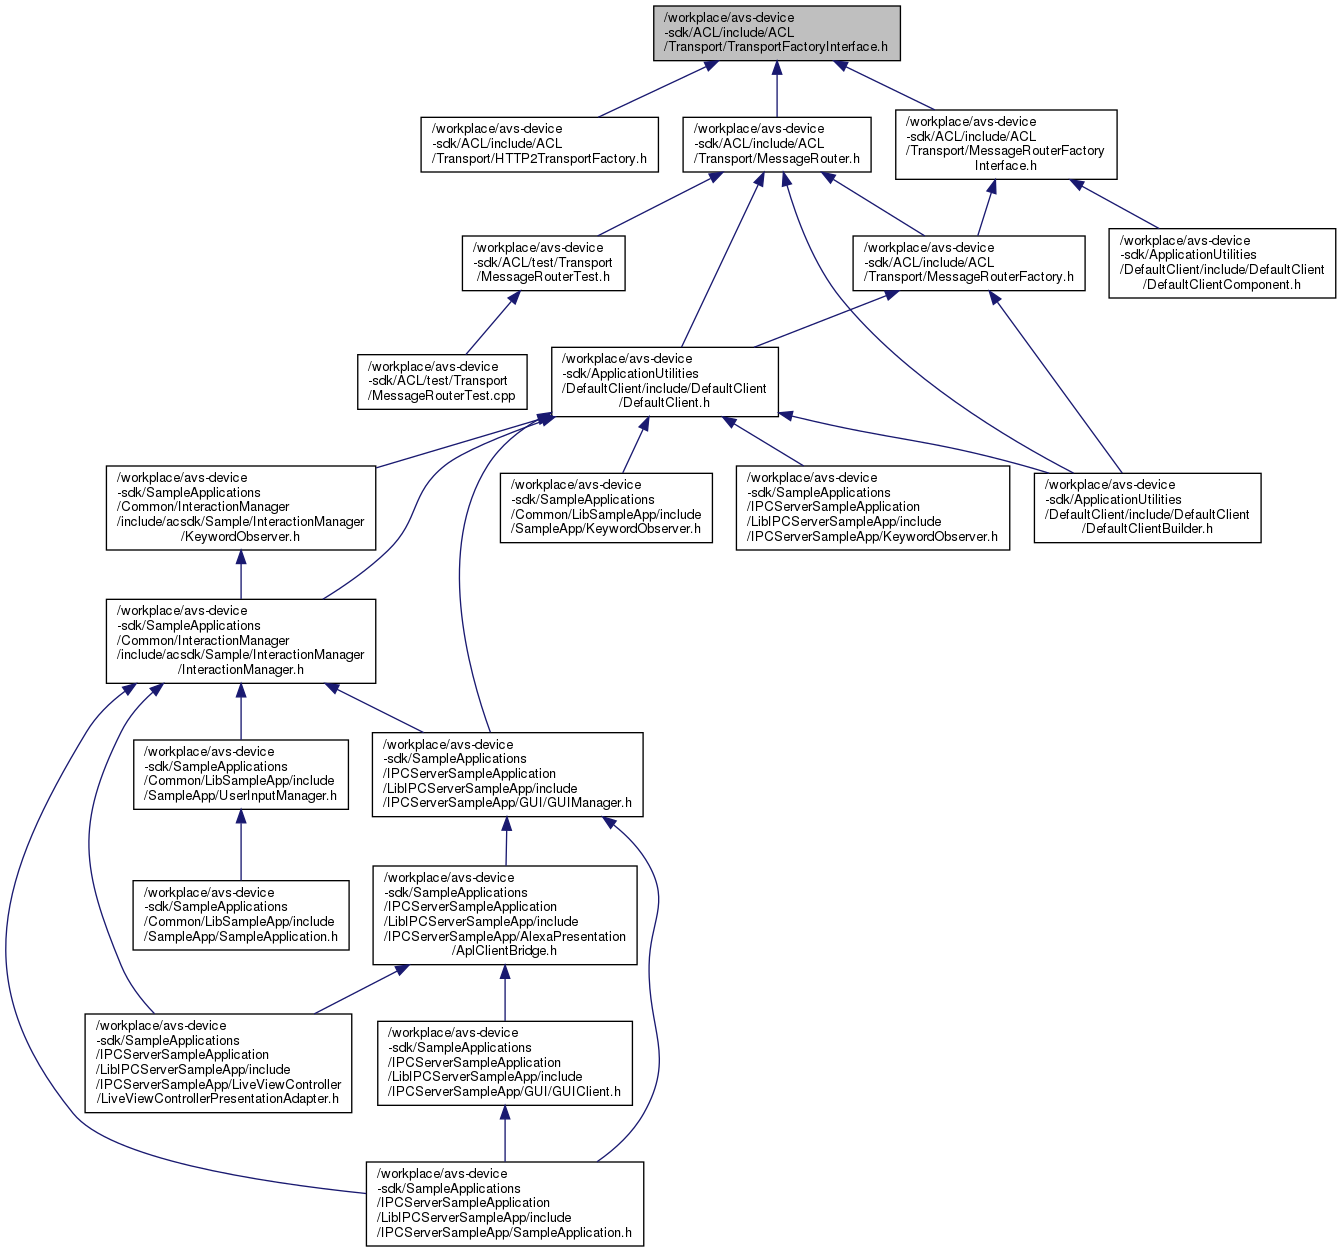 /workplace/avs-device
-sdk/ACL/include/ACL
/Transport/TransportFactoryInterface.h
/workplace/avs-device
-sdk/ACL/include/ACL
/Transport/HTTP2TransportFactory.h
/workplace/avs-device
-sdk/ACL/include/ACL
/Transport/MessageRouter.h
/workplace/avs-device
-sdk/ACL/include/ACL
/Transport/MessageRouterFactory
Interface.h
/workplace/avs-device
-sdk/ACL/test/Transport
/MessageRouterTest.h
/workplace/avs-device
-sdk/ACL/include/ACL
/Transport/MessageRouterFactory.h
/workplace/avs-device
-sdk/ApplicationUtilities
/DefaultClient/include/DefaultClient
/DefaultClientComponent.h
/workplace/avs-device
-sdk/ACL/test/Transport
/MessageRouterTest.cpp
/workplace/avs-device
-sdk/ApplicationUtilities
/DefaultClient/include/DefaultClient
/DefaultClient.h
/workplace/avs-device
-sdk/SampleApplications
/Common/InteractionManager
/include/acsdk/Sample/InteractionManager
/KeywordObserver.h
/workplace/avs-device
-sdk/SampleApplications
/Common/LibSampleApp/include
/SampleApp/KeywordObserver.h
/workplace/avs-device
-sdk/SampleApplications
/IPCServerSampleApplication
/LibIPCServerSampleApp/include
/IPCServerSampleApp/KeywordObserver.h
/workplace/avs-device
-sdk/ApplicationUtilities
/DefaultClient/include/DefaultClient
/DefaultClientBuilder.h
/workplace/avs-device
-sdk/SampleApplications
/Common/InteractionManager
/include/acsdk/Sample/InteractionManager
/InteractionManager.h
/workplace/avs-device
-sdk/SampleApplications
/Common/LibSampleApp/include
/SampleApp/UserInputManager.h
/workplace/avs-device
-sdk/SampleApplications
/IPCServerSampleApplication
/LibIPCServerSampleApp/include
/IPCServerSampleApp/GUI/GUIManager.h
/workplace/avs-device
-sdk/SampleApplications
/Common/LibSampleApp/include
/SampleApp/SampleApplication.h
/workplace/avs-device
-sdk/SampleApplications
/IPCServerSampleApplication
/LibIPCServerSampleApp/include
/IPCServerSampleApp/AlexaPresentation
/AplClientBridge.h
/workplace/avs-device
-sdk/SampleApplications
/IPCServerSampleApplication
/LibIPCServerSampleApp/include
/IPCServerSampleApp/LiveViewController
/LiveViewControllerPresentationAdapter.h
/workplace/avs-device
-sdk/SampleApplications
/IPCServerSampleApplication
/LibIPCServerSampleApp/include
/IPCServerSampleApp/GUI/GUIClient.h
/workplace/avs-device
-sdk/SampleApplications
/IPCServerSampleApplication
/LibIPCServerSampleApp/include
/IPCServerSampleApp/SampleApplication.h